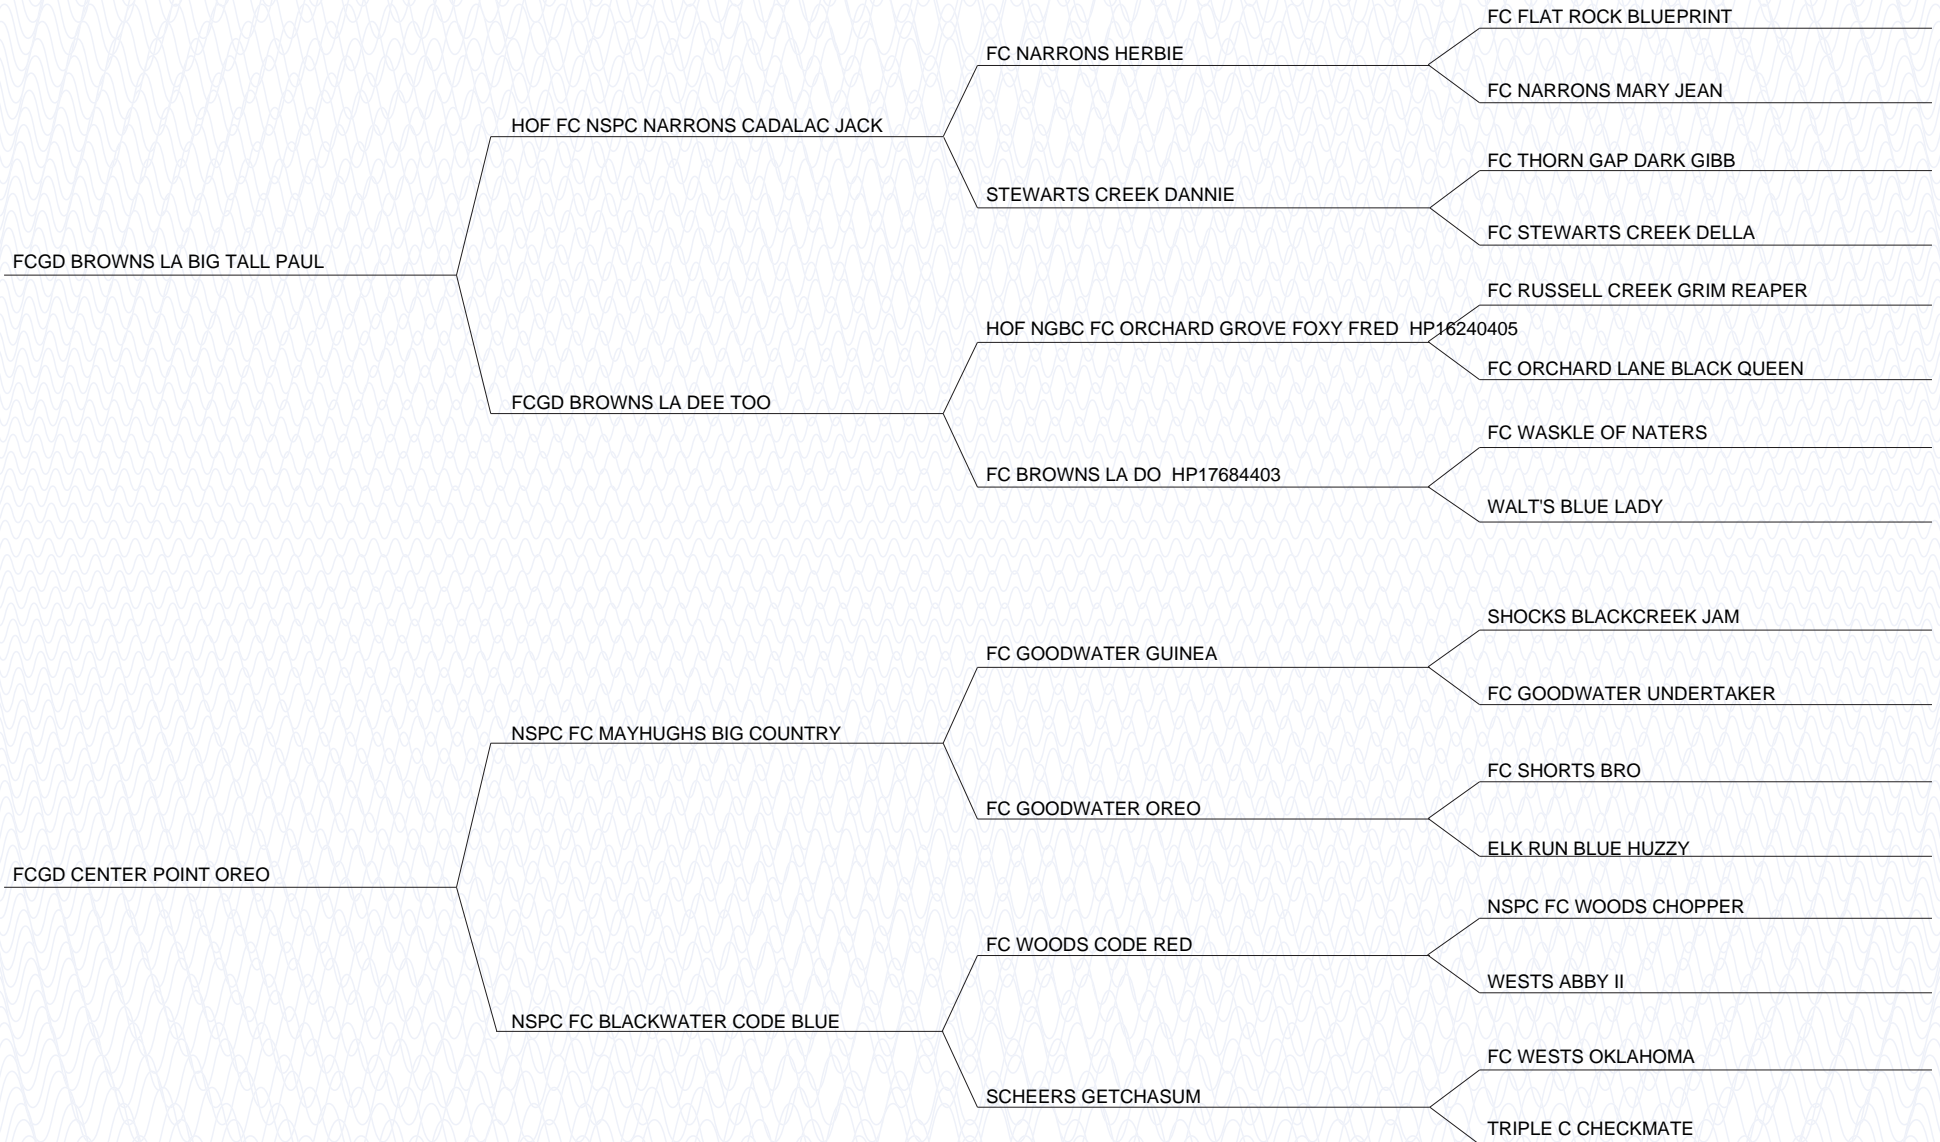 FC FLAT ROCK BLUEPRINT
FC NARRONS HERBIE
FC NARRONS MARY JEAN
HOF FC NSPC NARRONS CADALAC JACK
FC THORN GAP DARK GIBB
STEWARTS CREEK DANNIE
FC STEWARTS CREEK DELLA
FCGD BROWNS LA BIG TALL PAUL
FC RUSSELL CREEK GRIM REAPER
HOF NGBC FC ORCHARD GROVE FOXY FRED HP16240405
FC ORCHARD LANE BLACK QUEEN
FCGD BROWNS LA DEE TOO
FC WASKLE OF NATERS
FC BROWNS LA DO HP17684403
WALT'S BLUE LADY
SHOCKS BLACKCREEK JAM
FC GOODWATER GUINEA
FC GOODWATER UNDERTAKER
NSPC FC MAYHUGHS BIG COUNTRY
FC SHORTS BRO
FC GOODWATER OREO
ELK RUN BLUE HUZZY
FCGD CENTER POINT OREO
NSPC FC WOODS CHOPPER
FC WOODS CODE RED
WESTS ABBY II
NSPC FC BLACKWATER CODE BLUE
FC WESTS OKLAHOMA
SCHEERS GETCHASUM
TRIPLE C CHECKMATE